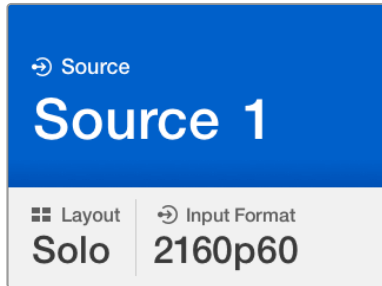 Source
Source 1
Layout
Input Format
Solo
2160p60